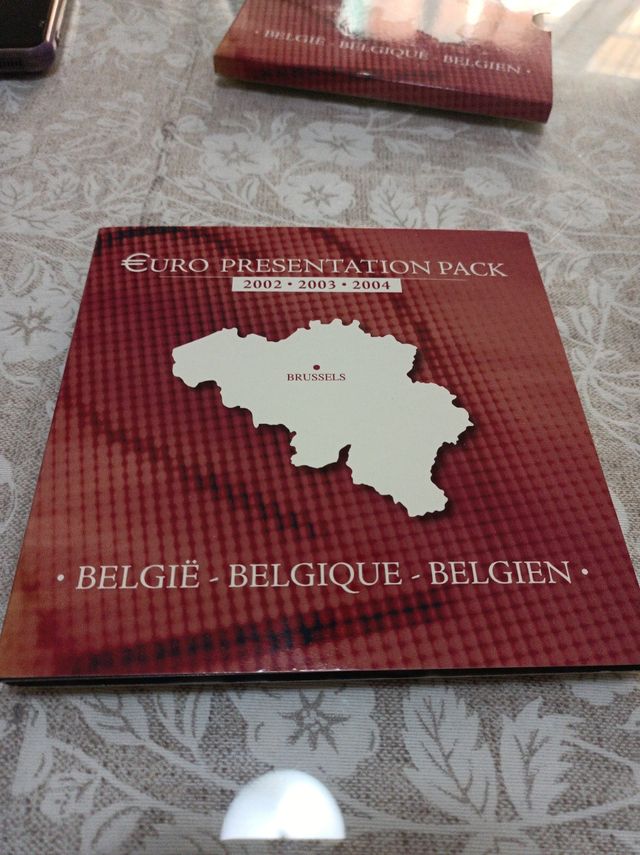 · BELGIË - BELGIQUE - BELGIEN ·
€URO PRESENTATION PACK
2002 • 2003 • 2004
BRUSSELS
· BELGIË - BELGIQUE - BELGIEN ·